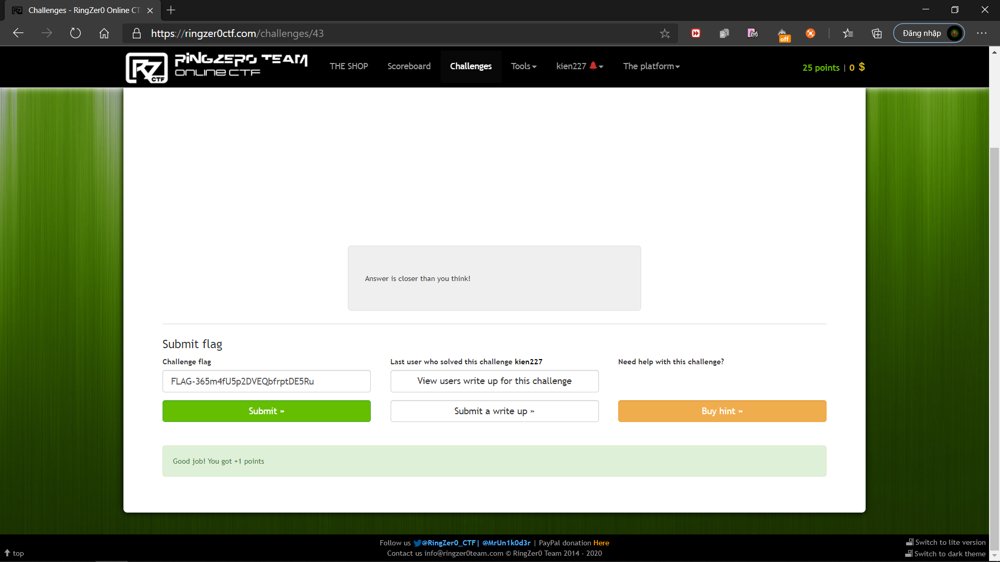 Challenges - RingZer0 Online CT
https://ringzer0ctf.com/challenges/43
off
Đăng nhập
RZ CTF
RINGZER0 TEAM
ONLINE CTF
THE SHOP
Scoreboard
Challenges
Tools
kien227
The platform
25 points | 0 $
Answer is closer than you think!
Submit flag
Challenge flag
Last user who solved this challenge kien227
Need help with this challenge?
FLAG-365m4fU5p2DVEQbfrptDE5Ru
View users write up for this challenge
Submit »
Submit a write up »
Buy hint »
Good job! You got +1 points
Follow us @RingZer0_CTF | @MrUn1k0d3r | PayPal donation Here
Contact us info@ringzer0team.com © RingZer0 Team 2014 - 2020
top
Switch to lite version
Switch to dark theme